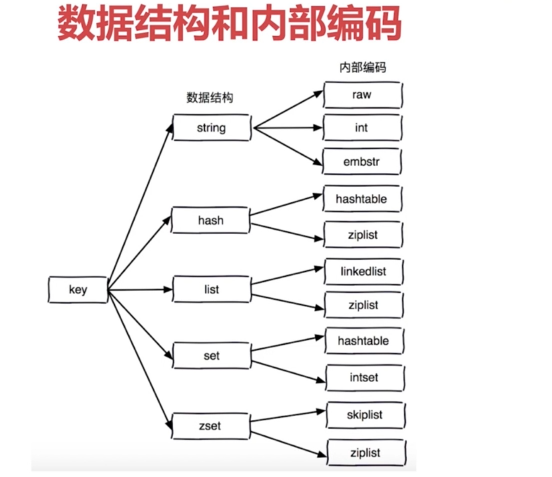 数据结构和内部编码
内部编码
数据结构
raw
string
int
embstr
hashtable
hash
ziplist
linkedlist
key
list
ziplist
hashtable
set
intset
skiplist
zset
ziplist